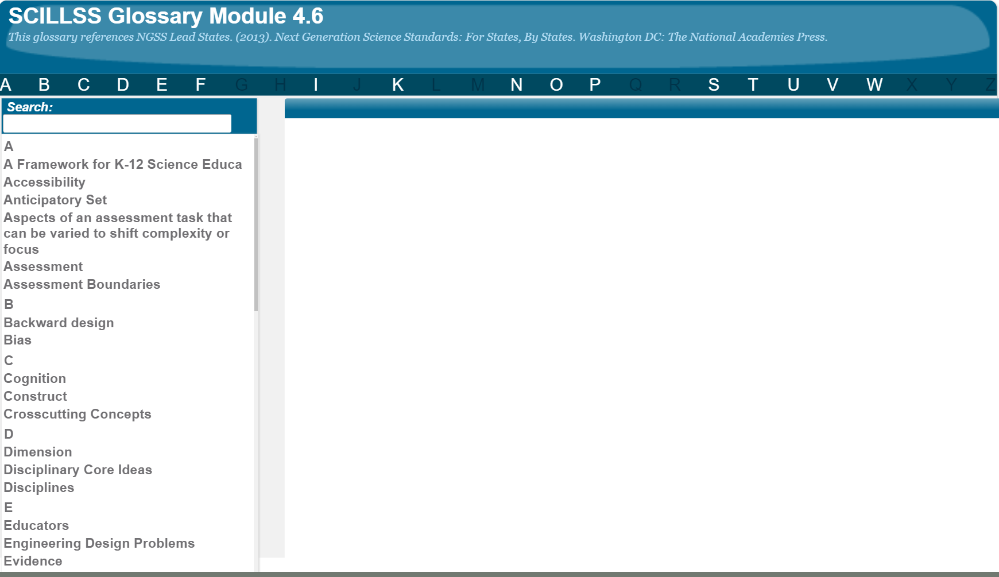 SCILLSS Glossary Module 4.6
This glossary references NGSS Lead States. (2013). Next Generation Science Standards: For States, By States. Washington DC: The National Academies Press.
A B C D E F G H I J K L M N O P Q R S T U V W X Y Z
Search:
A
A Framework for K-12 Science Educa
Accessibility
Anticipatory Set
Aspects of an assessment task that
can be varied to shift complexity or
focus
Assessment
Assessment Boundaries
B
Backward design
Bias
C
Cognition
Construct
Crosscutting Concepts
D
Dimension
Disciplinary Core Ideas
Disciplines
E
Educators
Engineering Design Problems
Evidence